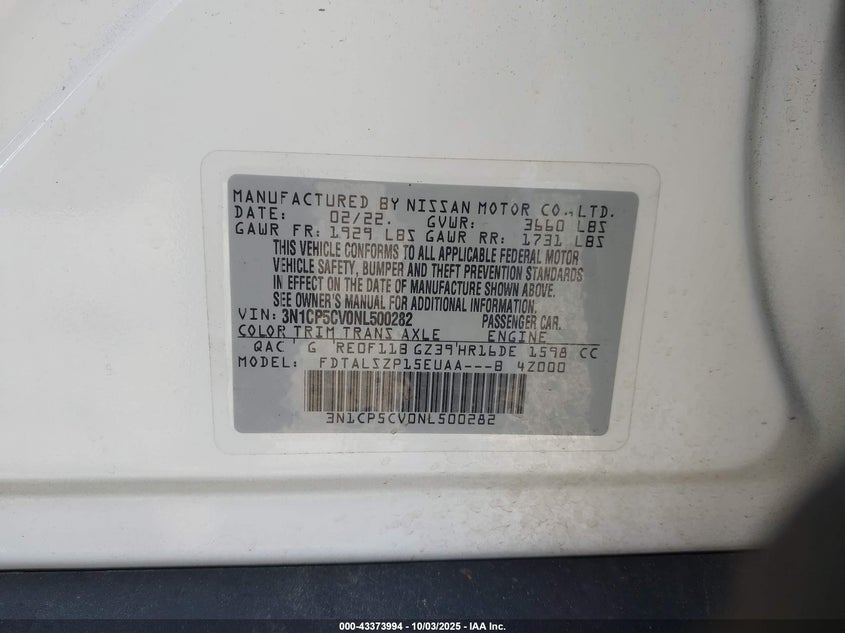 MANUFACTURED BY NISSAN MOTOR CO., LTD.
DATE: 02/22. GVWR: 3660 LBS
GAWR FR: 1929 LBS GAWR RR: 1731 LBS
THIS VEHICLE CONFORMS TO ALL APPLICABLE FEDERAL MOTOR
VEHICLE SAFETY, BUMPER AND THEFT PREVENTION STANDARDS
IN EFFECT ON THE DATE OF MANUFACTURE SHOWN ABOVE.
SEE OWNER'S MANUAL FOR ADDITIONAL INFORMATION.
VIN: 3N1CP5CV0NL500282 PASSENGER CAR.
COLOR TRIM TRANS AXLE ENGINE
QAC G RE0F11B GZ39 HR16DE 1598 CC
MODEL: FDTALSZP15EUAA---B 4Z000
3N1CP5CV0NL500282
000-43373994 - 10/03/2025 - IAA Inc.